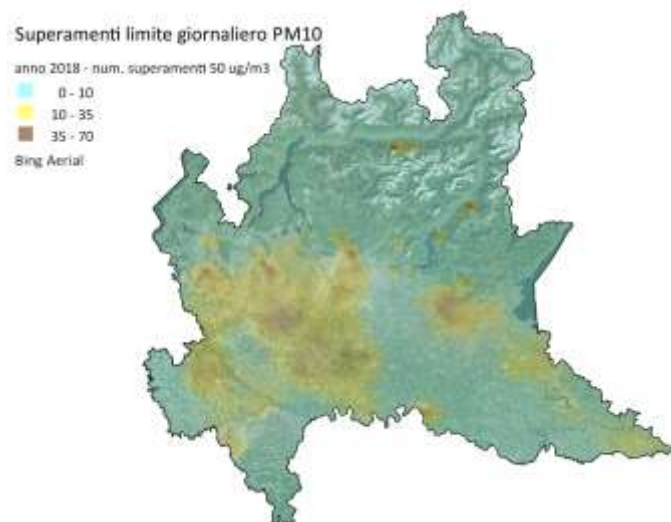 Superamenti limite giornaliero PM10
anno 2018 - num. superamenti 50 ug/m3
0 - 10
10 - 35
35 - 70
Bing Aerial